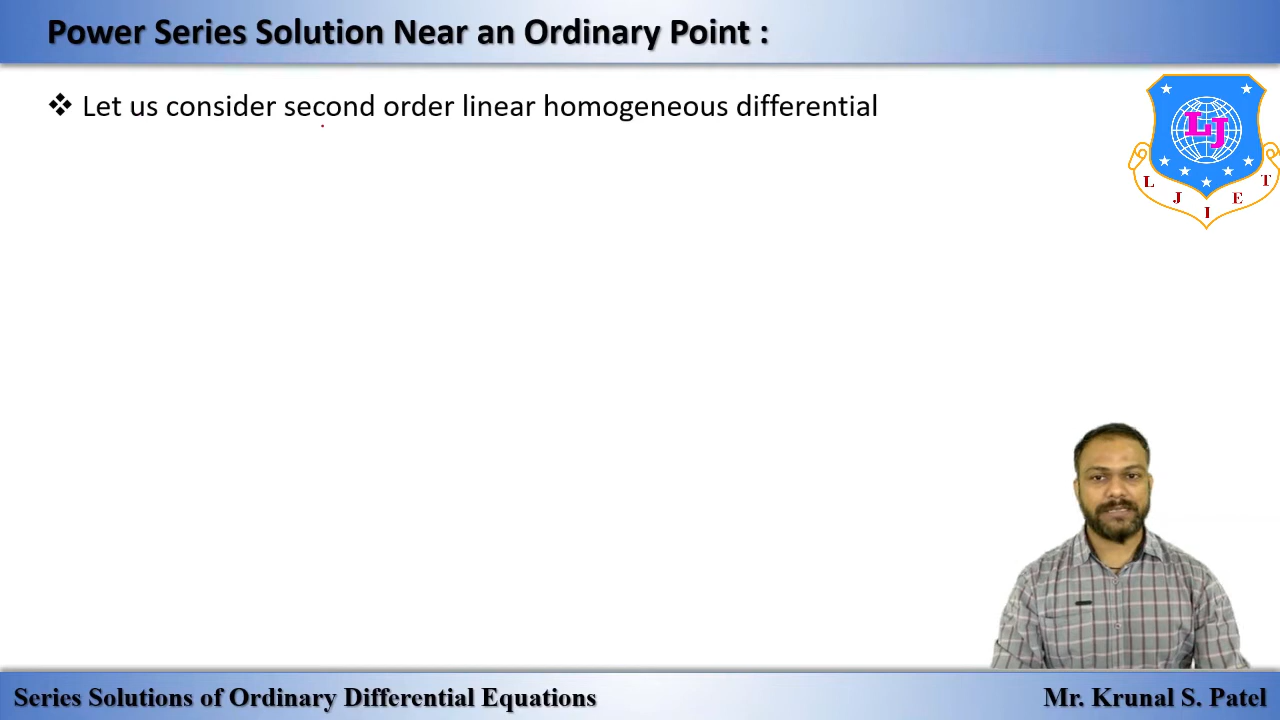 Power Series Solution Near an Ordinary Point :
❖ Let us consider second order linear homogeneous differential
LJ
L J I E T
Series Solutions of Ordinary Differential Equations
Mr. Krunal S. Patel